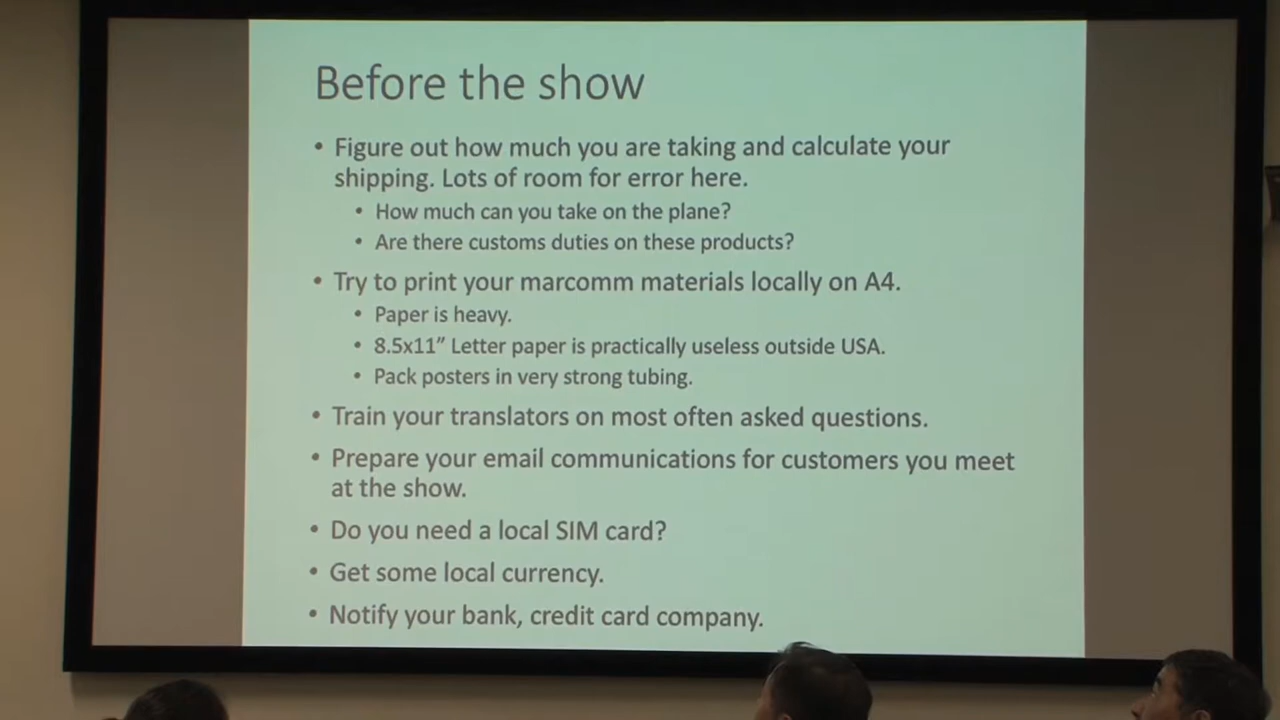 Before the show
• Figure out how much you are taking and calculate your
shipping. Lots of room for error here.
• How much can you take on the plane?
• Are there customs duties on these products?
• Try to print your marcomm materials locally on A4.
• Paper is heavy.
• 8.5x11” Letter paper is practically useless outside USA.
• Pack posters in very strong tubing.
• Train your translators on most often asked questions.
• Prepare your email communications for customers you meet
at the show.
• Do you need a local SIM card?
• Get some local currency.
• Notify your bank, credit card company.